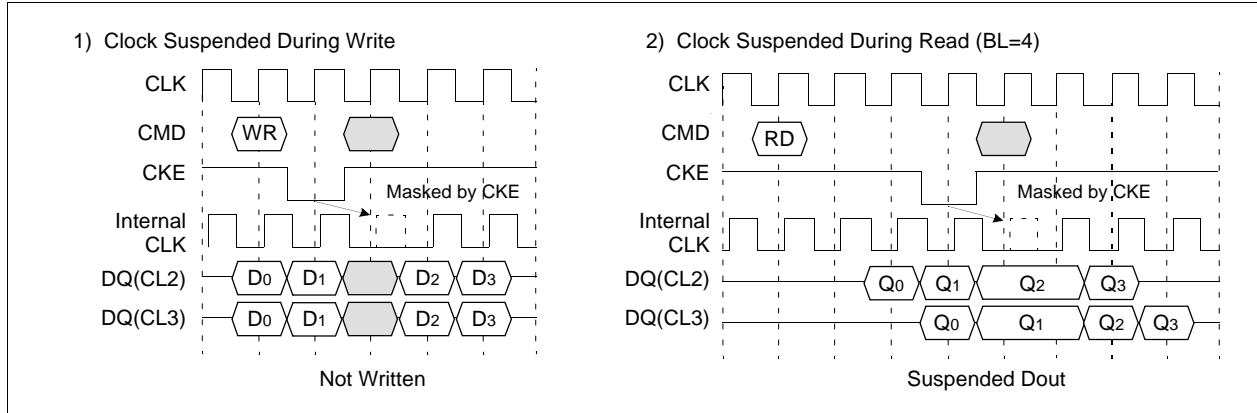 1) Clock Suspended During Write
CLK
CMD
WR
CKE
Masked by CKE
Internal
CLK
DQ(CL2)
D0 D1 D2 D3
DQ(CL3)
D0 D1 D2 D3
Not Written
2) Clock Suspended During Read (BL=4)
CLK
CMD
RD
CKE
Masked by CKE
Internal
CLK
DQ(CL2)
Q0 Q1 Q2 Q3
DQ(CL3)
Q0 Q1 Q2 Q3
Suspended Dout